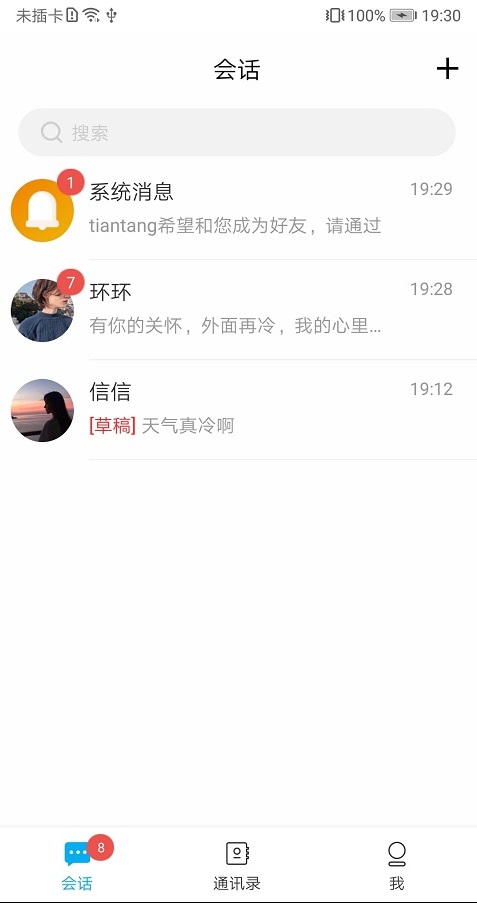 未插卡 100% 19:30
会话
搜索
1
系统消息 19:29
tiantang希望和您成为好友，请通过
7
环环 19:28
有你的关怀，外面再冷，我的心里...
信信 19:12
[草稿] 天气真冷啊
8
会话 通讯录 我